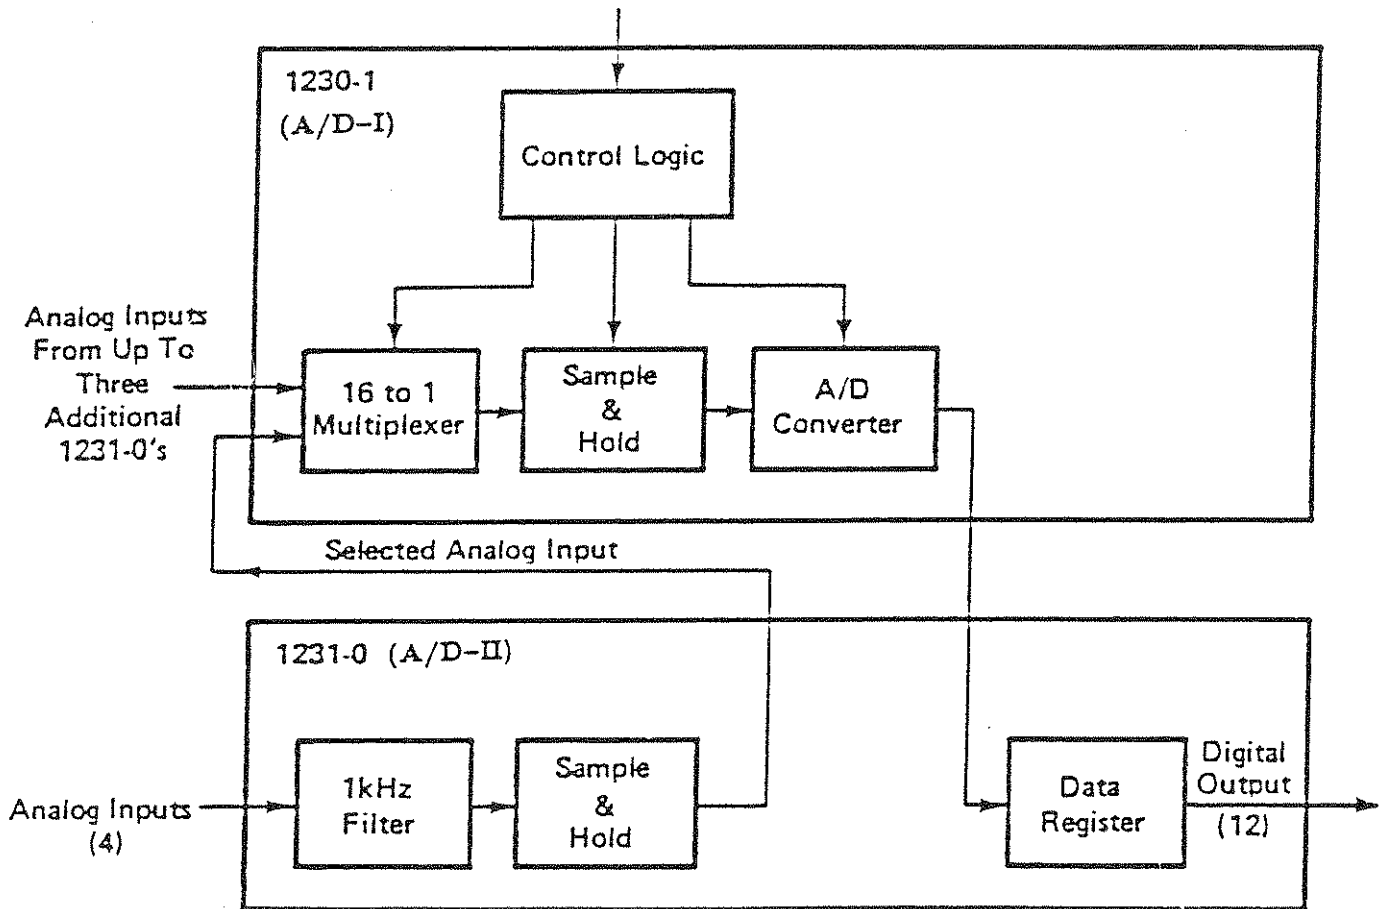 1230-1
(A/D-I)
Control Logic
Analog Inputs
From Up To
Three
Additional
1231-0's
16 to 1
Multiplexer
Sample
&
Hold
A/D
Converter
Selected Analog Input
1231-0 (A/D-II)
Analog Inputs
(4)
1kHz
Filter
Sample
&
Hold
Data
Register
Digital
Output
(12)